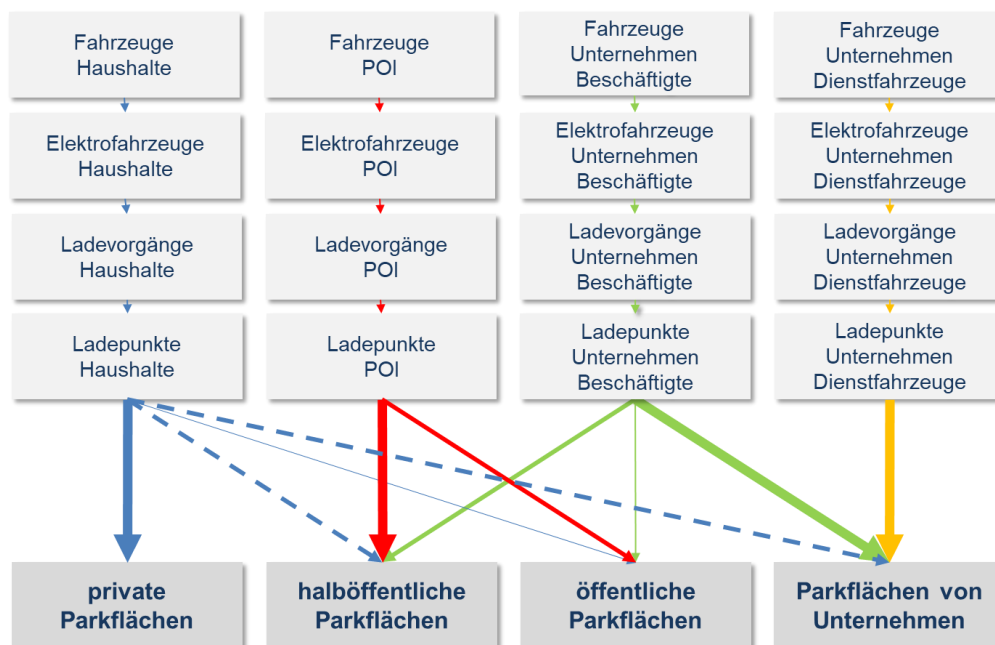 Fahrzeuge
Haushalte
Fahrzeuge
POI
Fahrzeuge
Unternehmen
Beschäftigte
Fahrzeuge
Unternehmen
Dienstfahrzeuge
Elektrofahrzeuge
Haushalte
Elektrofahrzeuge
POI
Elektrofahrzeuge
Unternehmen
Beschäftigte
Elektrofahrzeuge
Unternehmen
Dienstfahrzeuge
Ladevorgänge
Haushalte
Ladevorgänge
POI
Ladevorgänge
Unternehmen
Beschäftigte
Ladevorgänge
Unternehmen
Dienstfahrzeuge
Ladepunkte
Haushalte
Ladepunkte
POI
Ladepunkte
Unternehmen
Beschäftigte
Ladepunkte
Unternehmen
Dienstfahrzeuge
private
Parkflächen
halböffentliche
Parkflächen
öffentliche
Parkflächen
Parkflächen von
Unternehmen